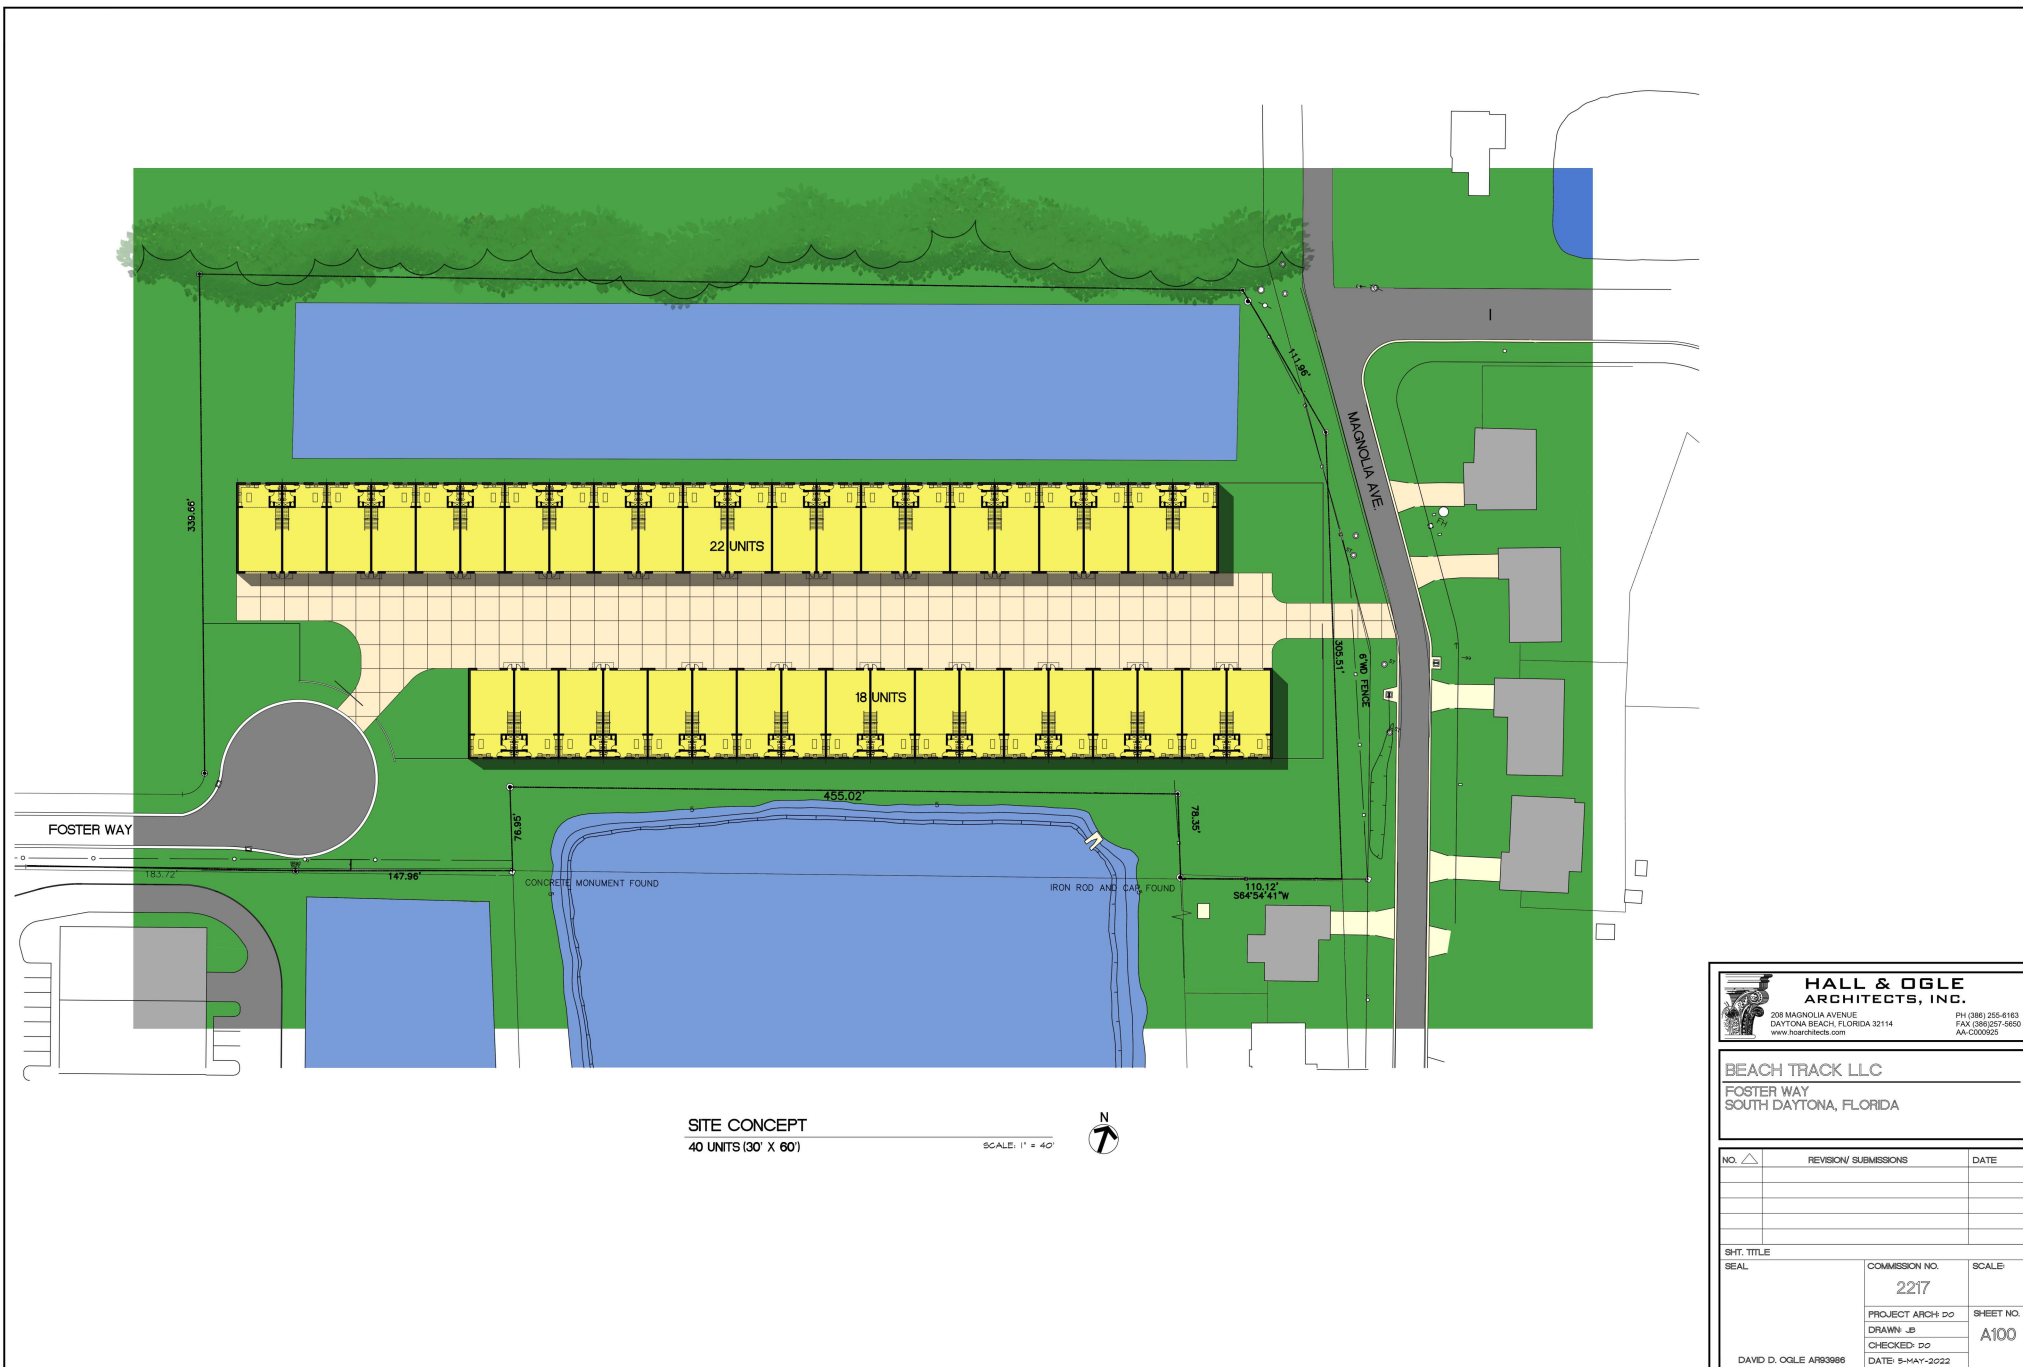 111.96'
MAGNOLIA AVE.
339.66'
22 UNITS
FH
305.51'
6'WD FENCE
18 UNITS
455.02'
76.95'
78.35'
FOSTER WAY
183.72'
147.96'
CONCRETE MONUMENT FOUND
IRON ROD AND CAP FOUND
110.12'
S64°54'41"W
SITE CONCEPT
40 UNITS (30' X 60')
SCALE: 1" = 40'
N
HALL & OGLE
ARCHITECTS, INC.
208 MAGNOLIA AVENUE
DAYTONA BEACH, FLORIDA 32114
www.hoarchitects.com
PH (386) 255-6163
FAX (386)257-5650
AA-C000925
BEACH TRACK LLC
FOSTER WAY
SOUTH DAYTONA, FLORIDA
NO. REVISION/ SUBMISSIONS DATE
SHT. TITLE
SEAL
COMMISSION NO.
2217
SCALE:
PROJECT ARCH: DO
DRAWN: JB
CHECKED: DO
DATE: 5-MAY-2022
SHEET NO.
A100
DAVID D. OGLE AR93986